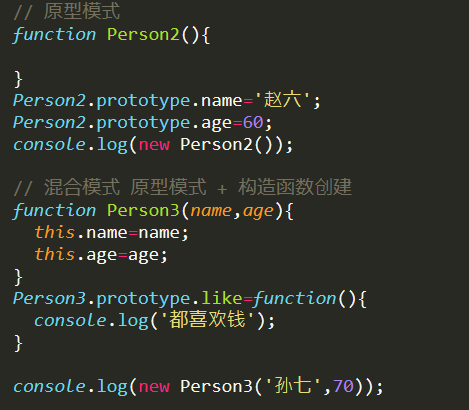 // 原型模式
function Person2(){
}
Person2.prototype.name='赵六';
Person2.prototype.age=60;
console.log(new Person2());
// 混合模式 原型模式 + 构造函数创建
function Person3(name,age){
  this.name=name;
  this.age=age;
}
Person3.prototype.like=function(){
  console.log('都喜欢钱');
}
console.log(new Person3('孙七',70));